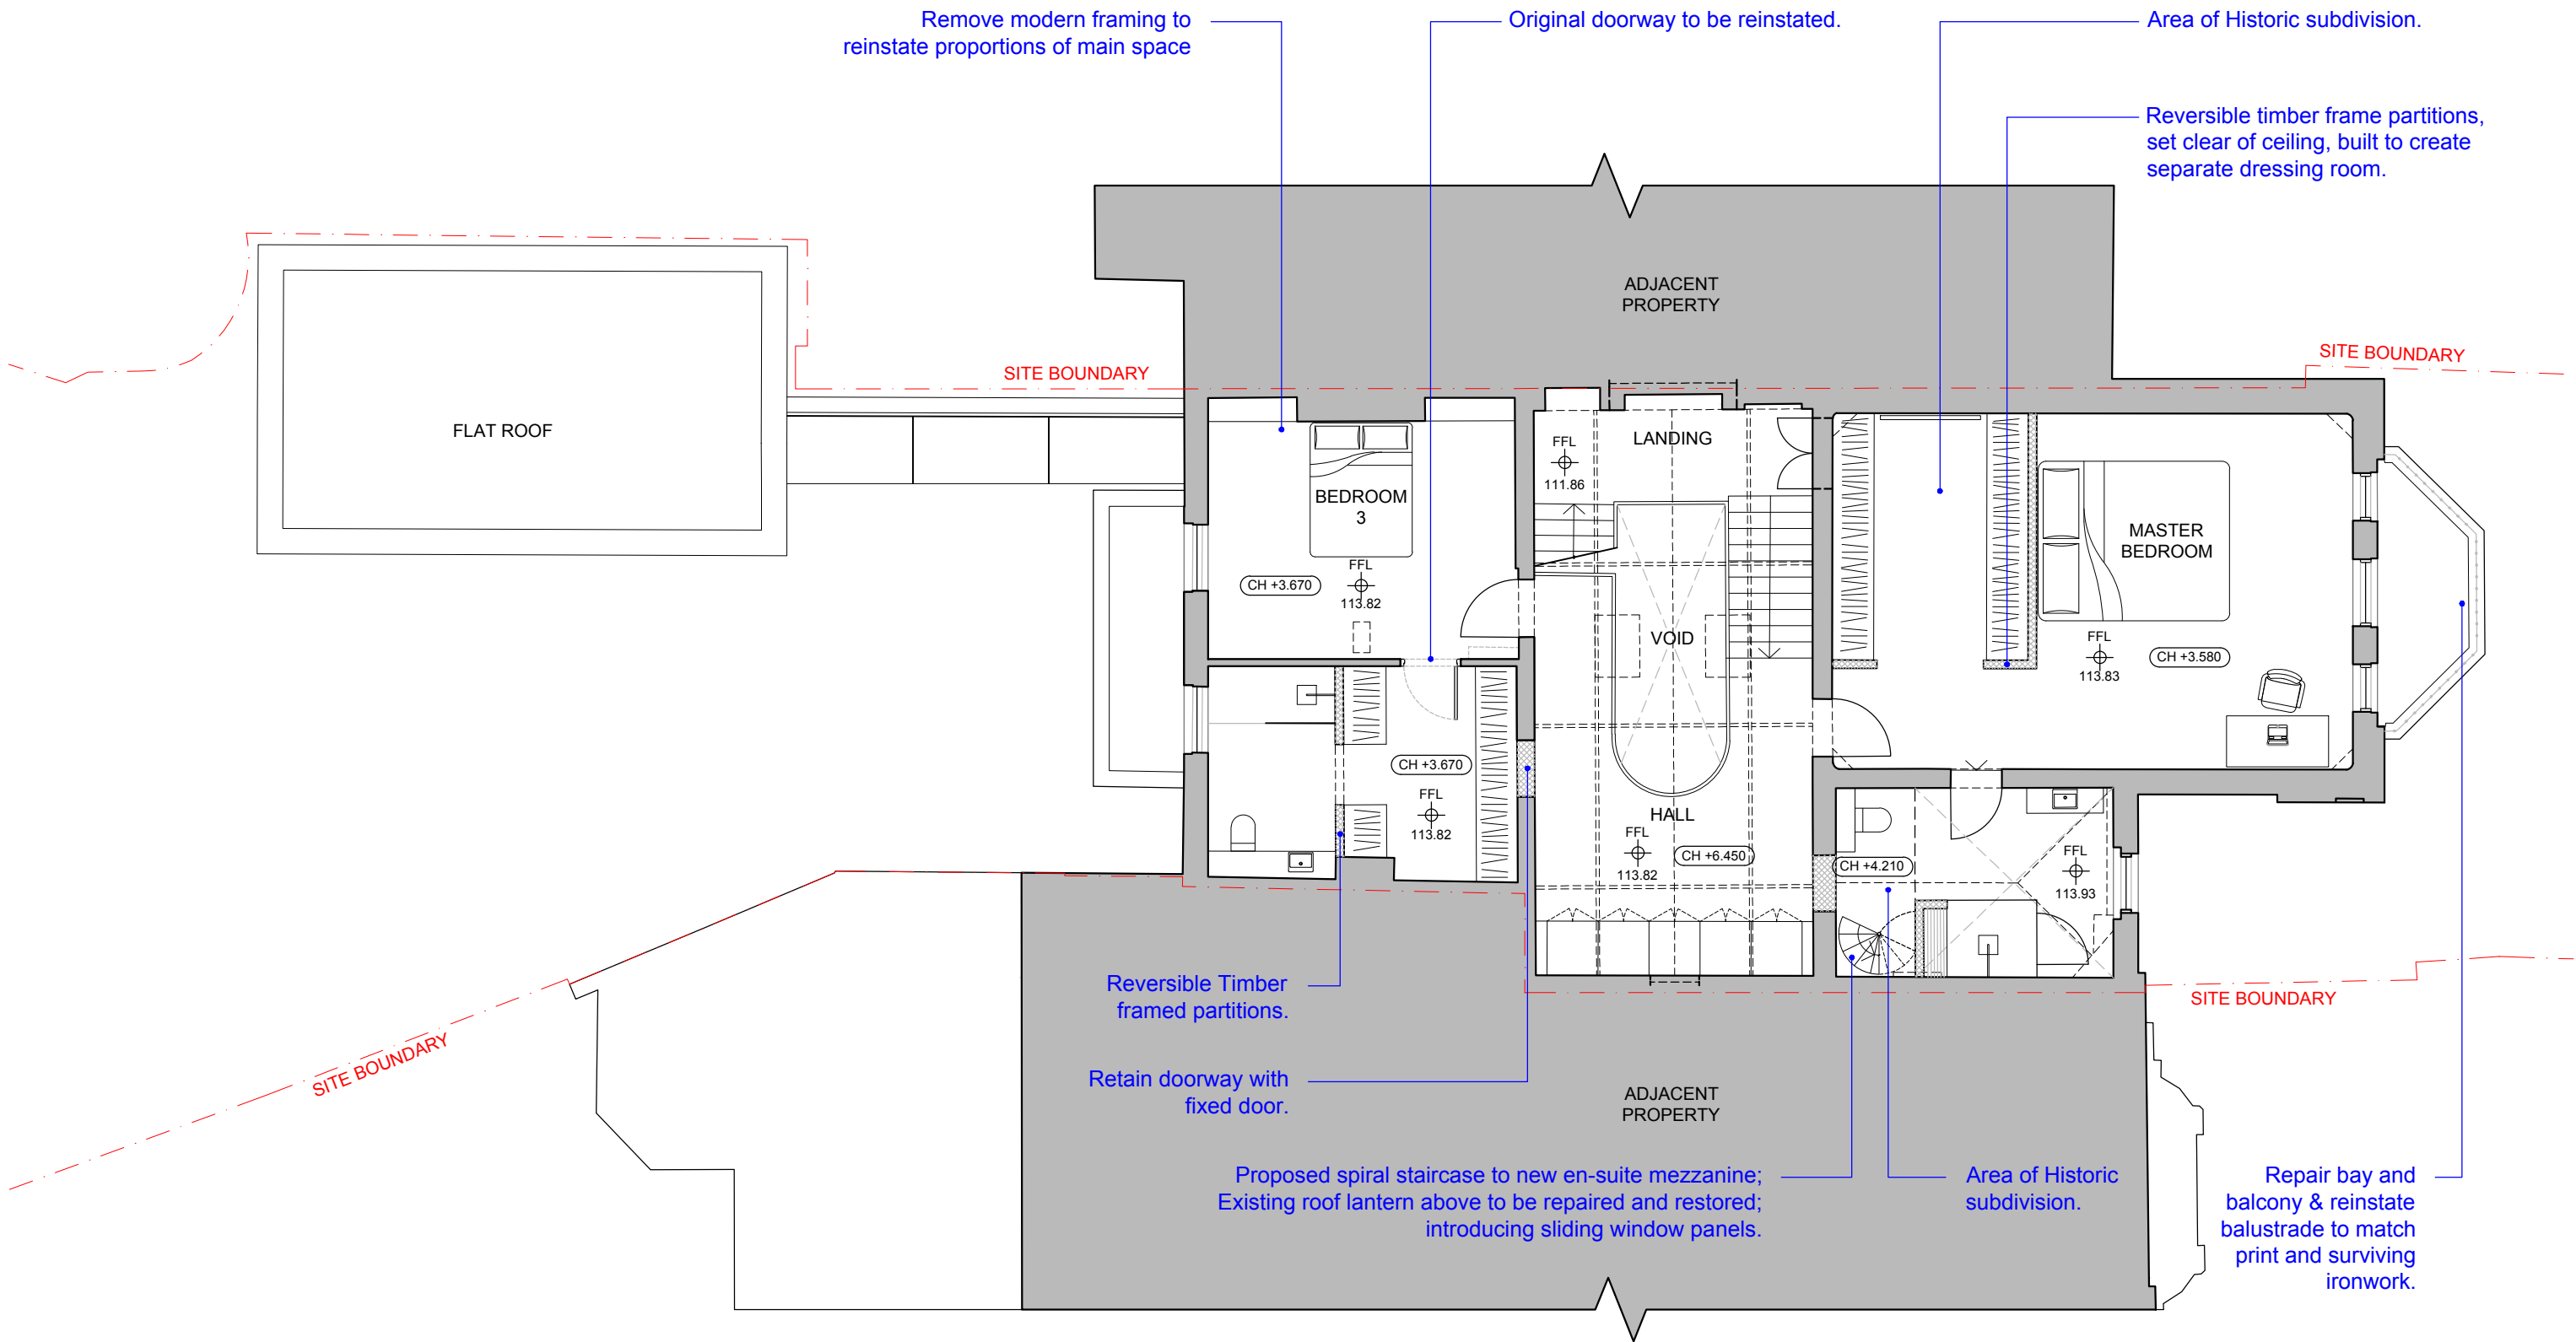 Remove modern framing to
reinstate proportions of main space
Original doorway to be reinstated.
Area of Historic subdivision.
Reversible timber frame partitions,
set clear of ceiling, built to create
separate dressing room.
ADJACENT
PROPERTY
SITE BOUNDARY
SITE BOUNDARY
FLAT ROOF
LANDING
FFL
111.86
BEDROOM
3
FFL
CH +3.670
113.82
MASTER
BEDROOM
VOID
FFL
CH +3.580
113.83
CH +3.670
FFL
113.82
HALL
FFL
CH +6.450
113.82
CH +4.210
FFL
113.93
Reversible Timber
framed partitions.
SITE BOUNDARY
SITE BOUNDARY
Retain doorway with
fixed door.
ADJACENT
PROPERTY
Proposed spiral staircase to new en-suite mezzanine;
Existing roof lantern above to be repaired and restored;
introducing sliding window panels.
Area of Historic
subdivision.
Repair bay and
balcony & reinstate
balustrade to match
print and surviving
ironwork.